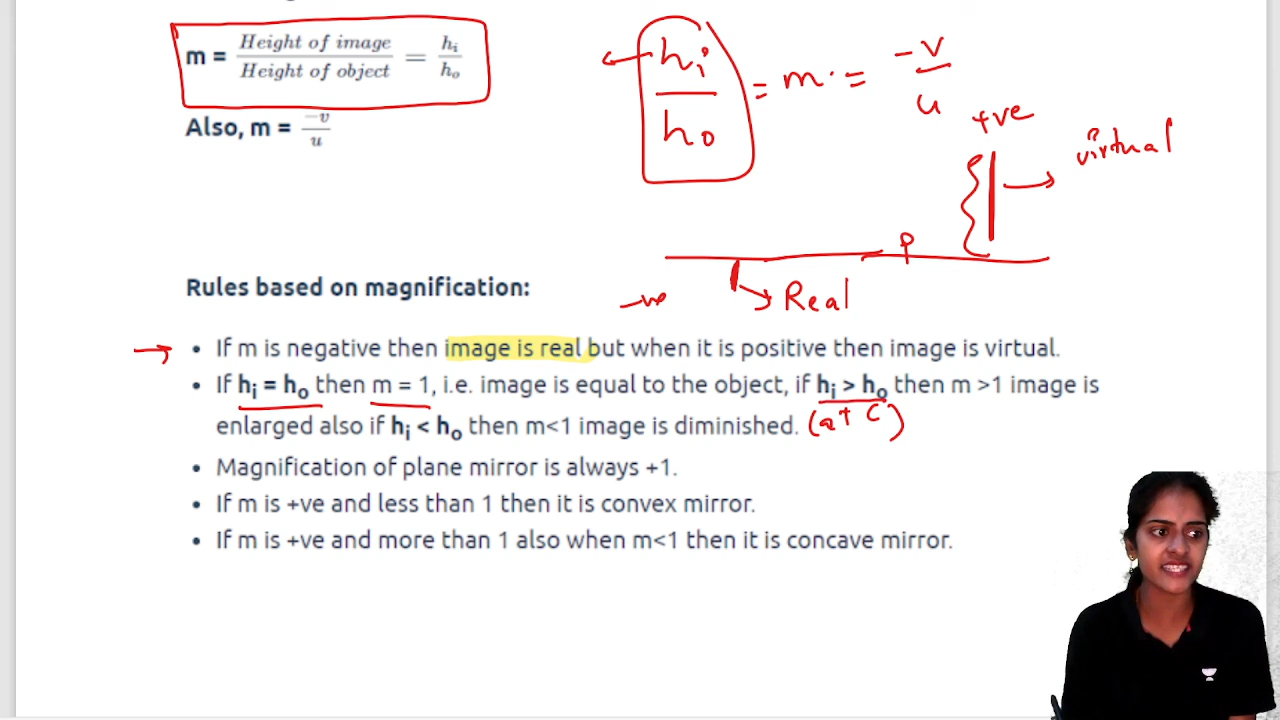 m = Height of image / Height of object = hᵢ / hₒ
Also, m = -v / u
hᵢ / hₒ = m = -v / u
+ve
virtual
P
-ve
Real
Rules based on magnification:
• If m is negative then image is real but when it is positive then image is virtual.
• If hᵢ = hₒ then m = 1, i.e. image is equal to the object, if hᵢ > hₒ then m >1 image is
enlarged also if hᵢ < hₒ then m<1 image is diminished. (at C)
• Magnification of plane mirror is always +1.
• If m is +ve and less than 1 then it is convex mirror.
• If m is +ve and more than 1 also when m<1 then it is concave mirror.